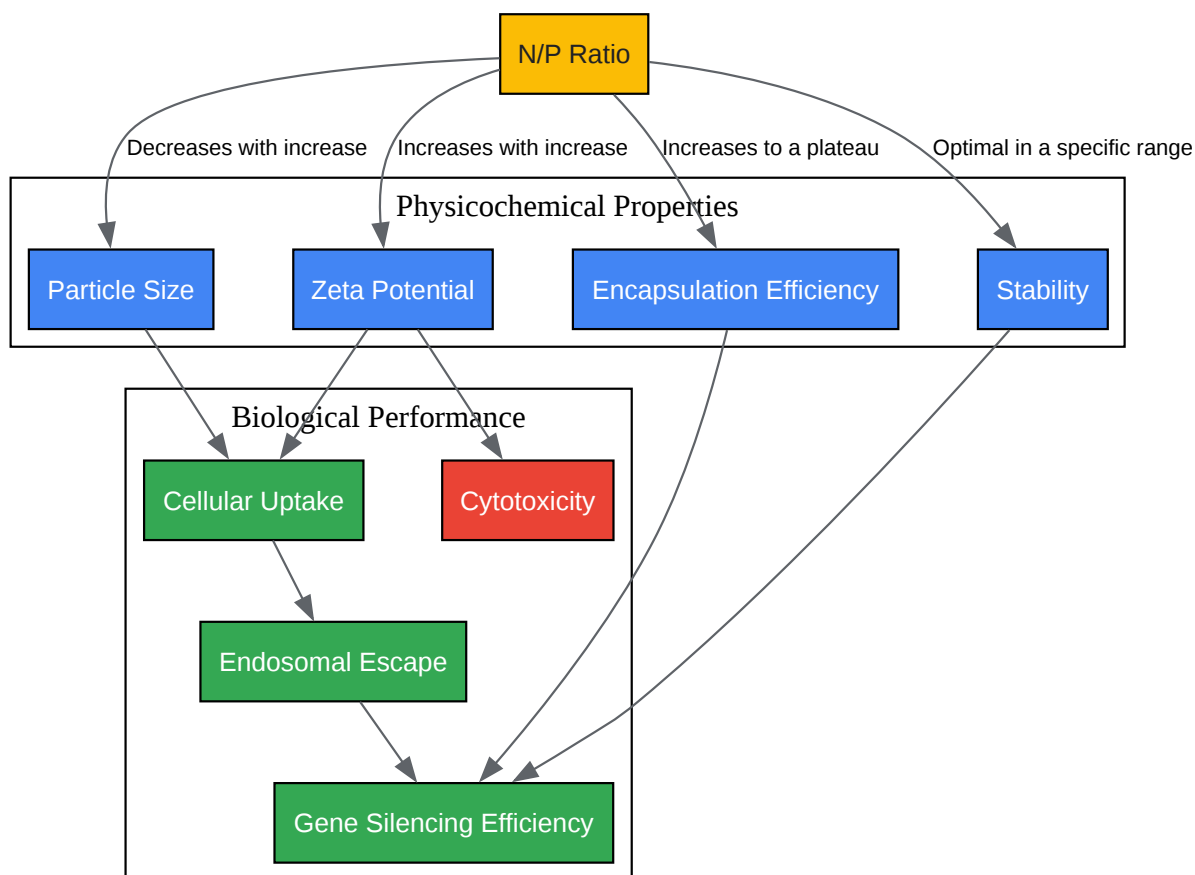 N/P Ratio
Decreases with increase
Increases with increase
Increases to a plateau
Optimal in a specific range
Physicochemical Properties
Particle Size
Zeta Potential
Encapsulation Efficiency
Stability
Biological Performance
Cellular Uptake
Cytotoxicity
Endosomal Escape
Gene Silencing Efficiency